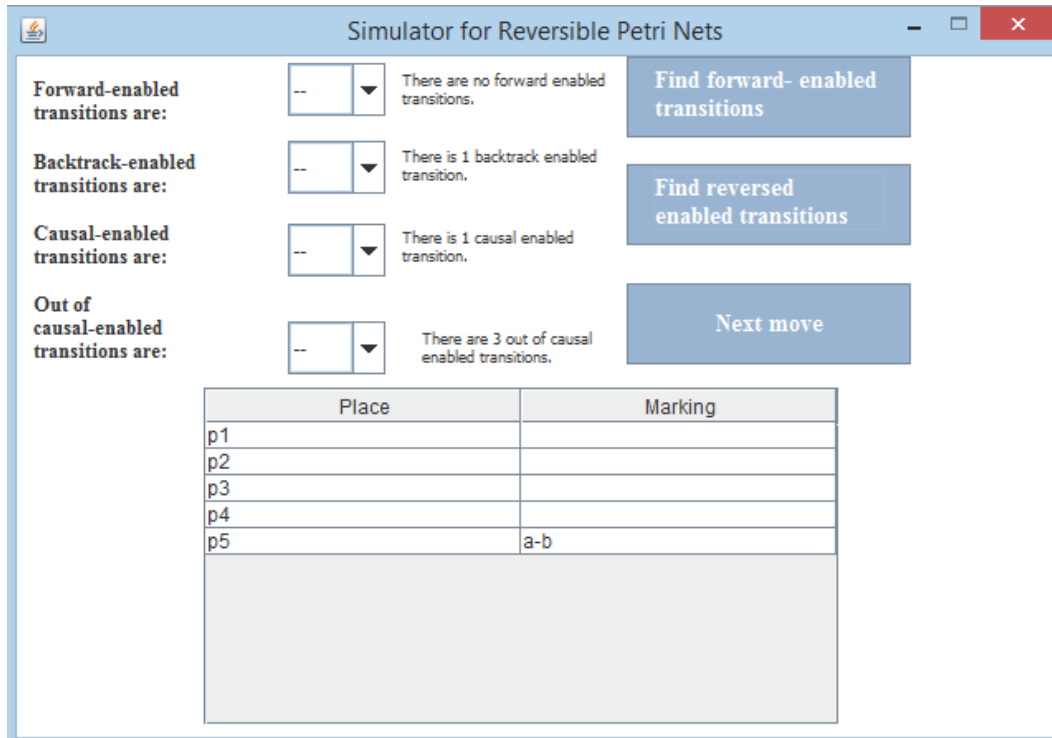 Simulator for Reversible Petri Nets
Forward-enabled
transitions are:
--
There are no forward enabled
transitions.
Find forward- enabled
transitions
Backtrack-enabled
transitions are:
--
There is 1 backtrack enabled
transition.
Find reversed
enabled transitions
Causal-enabled
transitions are:
--
There is 1 causal enabled
transition.
Out of
causal-enabled
transitions are:
--
There are 3 out of causal
enabled transitions.
Next move
Place Marking
p1
p2
p3
p4
p5 a-b